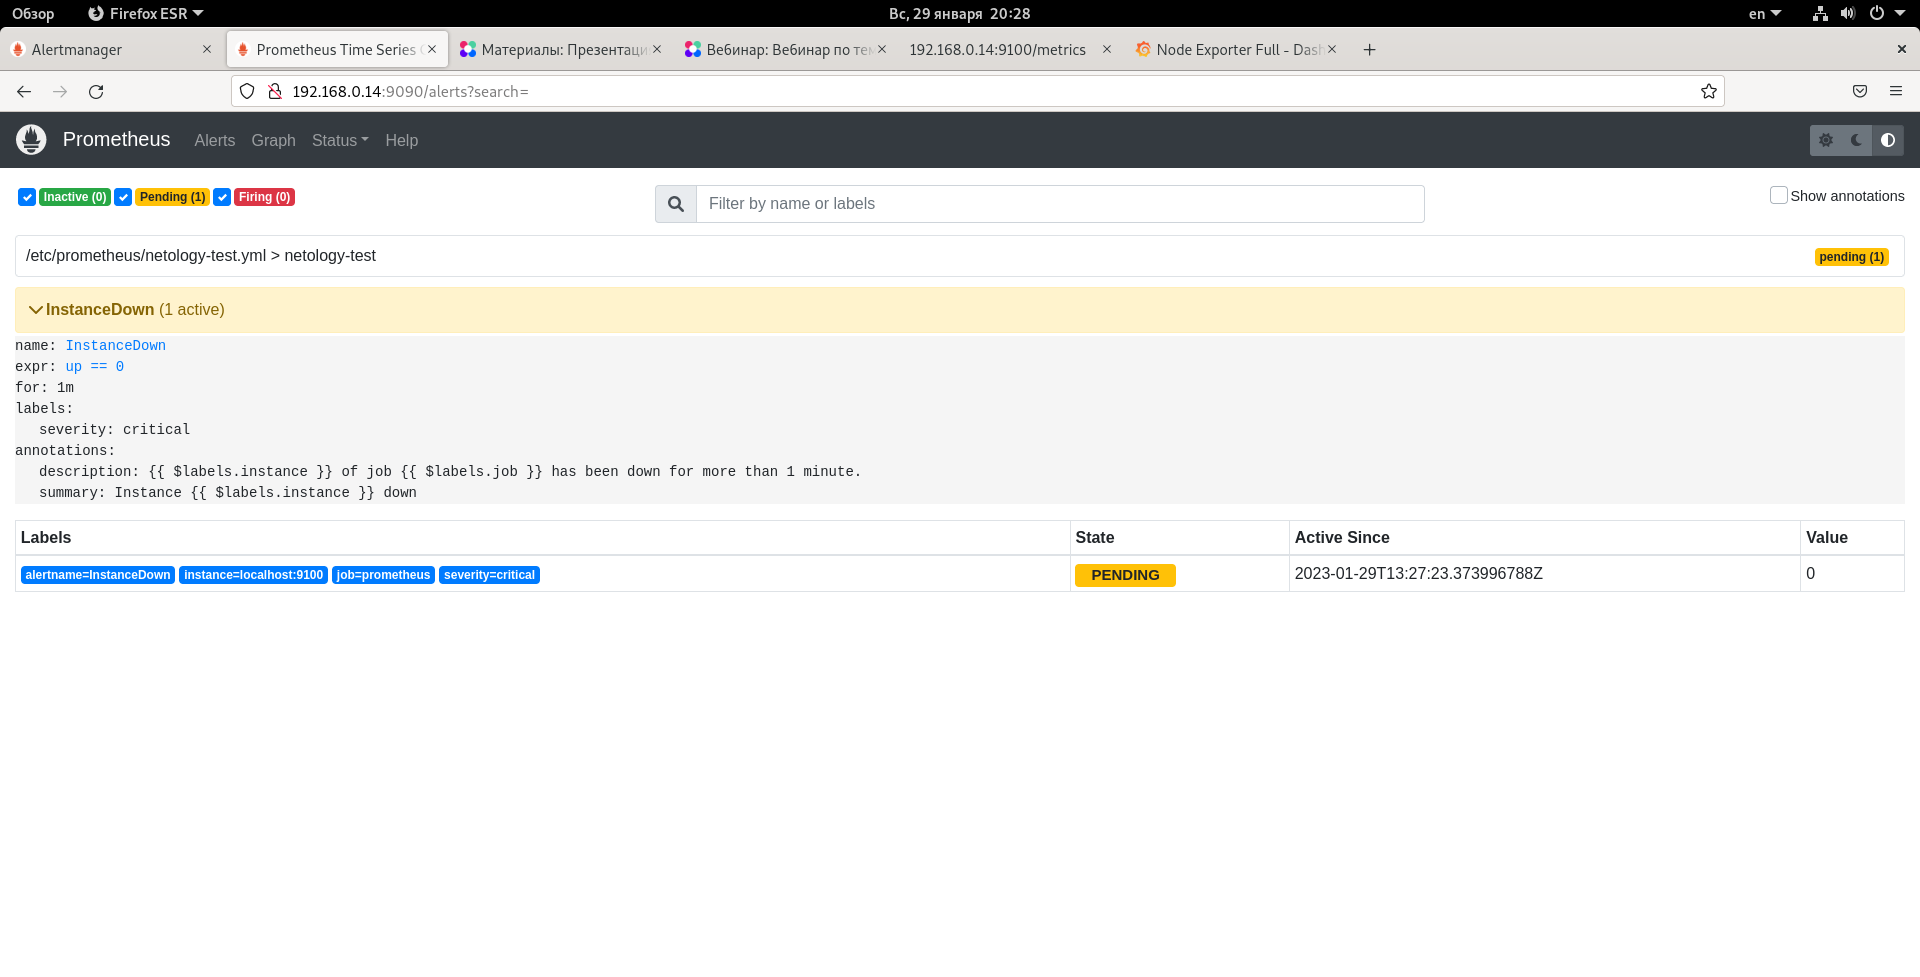 Обзор Firefox ESR Вс, 29 января 20:28 en
Alertmanager Prometheus Time Series Материалы: Презентаци Вебинар: Вебинар по те 192.168.0.14:9100/metrics Node Exporter Full - Das
192.168.0.14:9090/alerts?search=
Prometheus Alerts Graph Status Help
Inactive (0) Pending (1) Firing (0) Filter by name or labels Show annotations
/etc/prometheus/netology-test.yml > netology-test pending (1)
InstanceDown (1 active)
name: InstanceDown
expr: up == 0
for: 1m
labels:
severity: critical
annotations:
description: {{ $labels.instance }} of job {{ $labels.job }} has been down for more than 1 minute.
summary: Instance {{ $labels.instance }} down
Labels State Active Since Value
alertname=InstanceDown instance=localhost:9100 job=prometheus severity=critical PENDING 2023-01-29T13:27:23.373996788Z 0